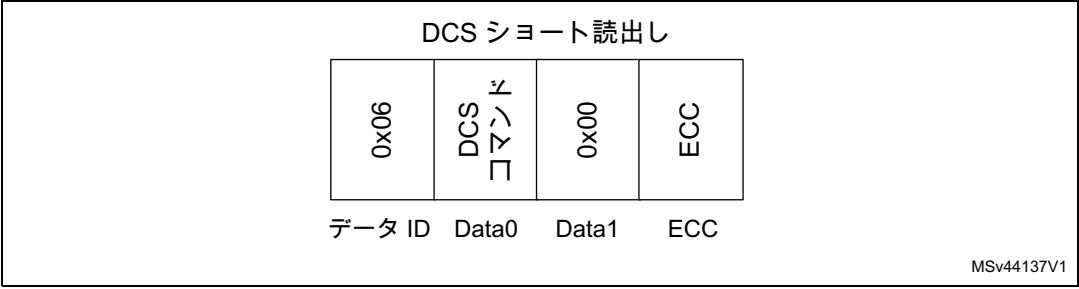 DCS ショート読出し
0x06
DCS
コマンド
0x00
ECC
データ ID Data0 Data1 ECC
MSv44137V1